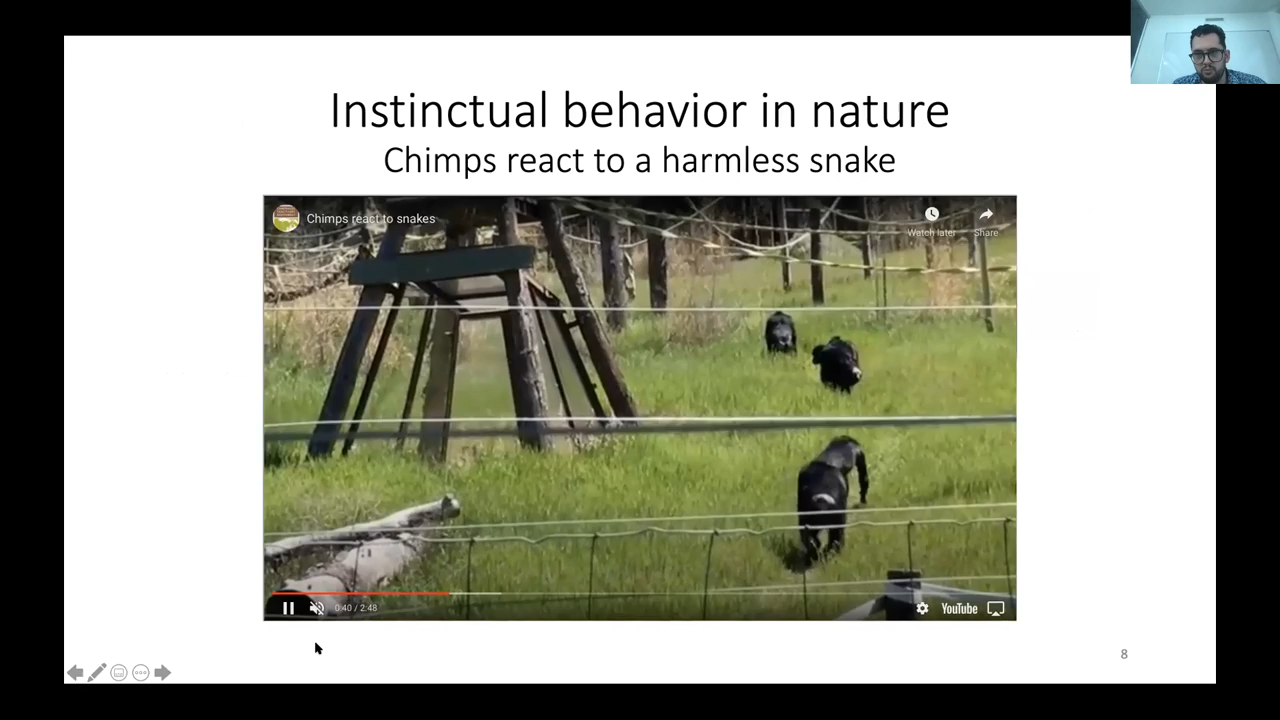 Instinctual behavior in nature
Chimps react to a harmless snake
Chimps react to snakes
Watch later
Share
0:40 / 2:48
YouTube
8